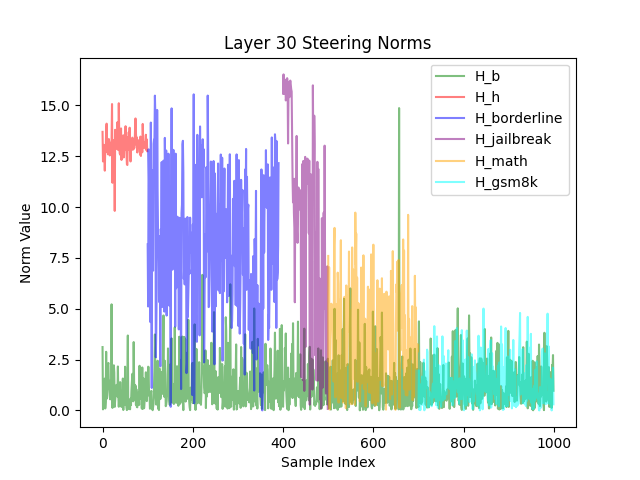 Layer 30 Steering Norms
Norm Value
15.0
12.5
10.0
7.5
5.0
2.5
0.0
H_b
H_h
H_borderline
H_jailbreak
H_math
H_gsm8k
0
200
400
600
800
1000
Sample Index